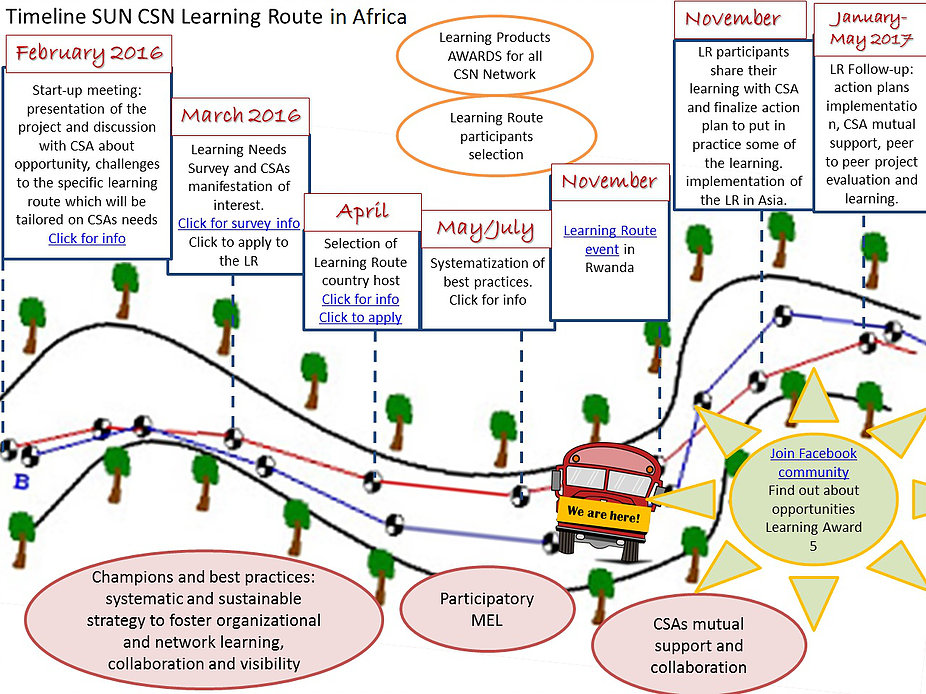 Timeline SUN CSN Learning Route in Africa
February 2016
Start-up meeting:
presentation of the
project and discussion
with CSA about
opportunity, challenges
to the specific learning
route which will be
tailored on CSAs needs
Click for info
March 2016
Learning Needs
Survey and CSAs
manifestation of
interest.
Click for survey info
Click to apply to
the LR
April
Selection of
Learning Route
country host
Click for info
Click to apply
May/July
Systematization of
best practices.
Click for info
Learning Products
AWARDS for all
CSN Network
Learning Route
participants
selection
November
Learning Route
event in
Rwanda
November
LR participants
share their
learning with CSA
and finalize action
plan to put in
practice some of
the learning.
implementation of
the LR in Asia.
January-
May 2017
LR Follow-up:
action plans
implementatio
n, CSA mutual
support, peer
to peer project
evaluation and
learning.
B
We are here!
Join Facebook
community
Find out about
opportunities
Learning Award
5
Champions and best practices:
systematic and sustainable
strategy to foster organizational
and network learning,
collaboration and visibility
Participatory
MEL
CSAs mutual
support and
collaboration